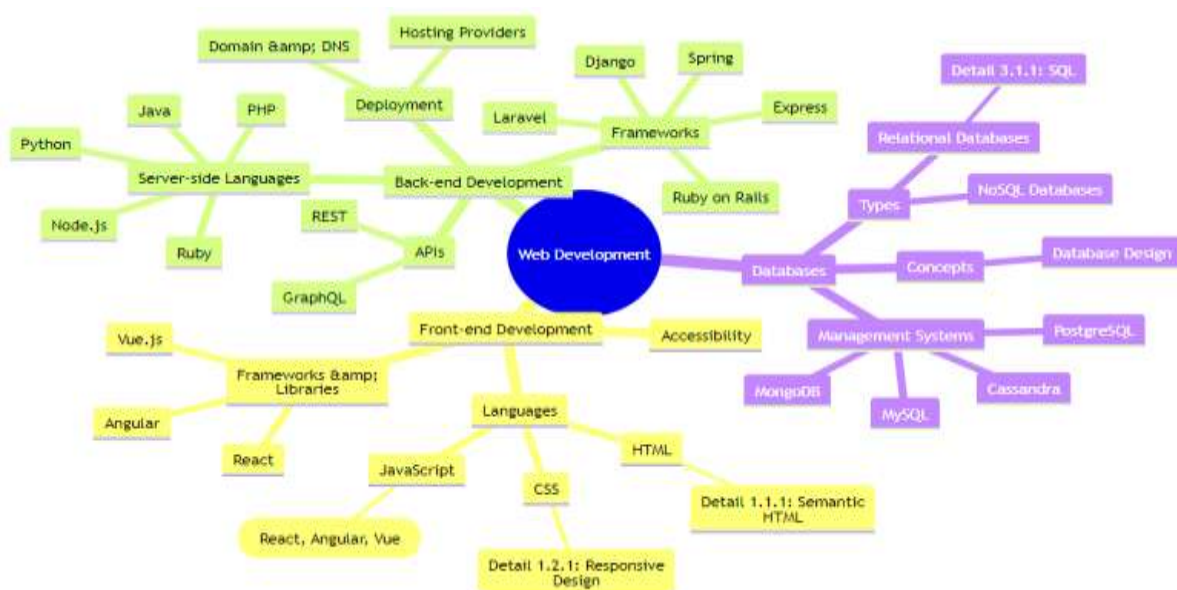 Web Development
Back-end Development
Deployment
Domain &amp; DNS
Hosting Providers
Frameworks
Django
Spring
Laravel
Express
Ruby on Rails
Server-side Languages
Java
PHP
Python
Node.js
Ruby
APIs
REST
GraphQL
Databases
Types
Relational Databases
Detail 3.1.1: SQL
NoSQL Databases
Concepts
Database Design
Management Systems
PostgreSQL
MongoDB
MySQL
Cassandra
Front-end Development
Accessibility
Frameworks &amp;
Libraries
Vue.js
Angular
React
Languages
JavaScript
React, Angular, Vue
CSS
Detail 1.2.1: Responsive
Design
HTML
Detail 1.1.1: Semantic
HTML